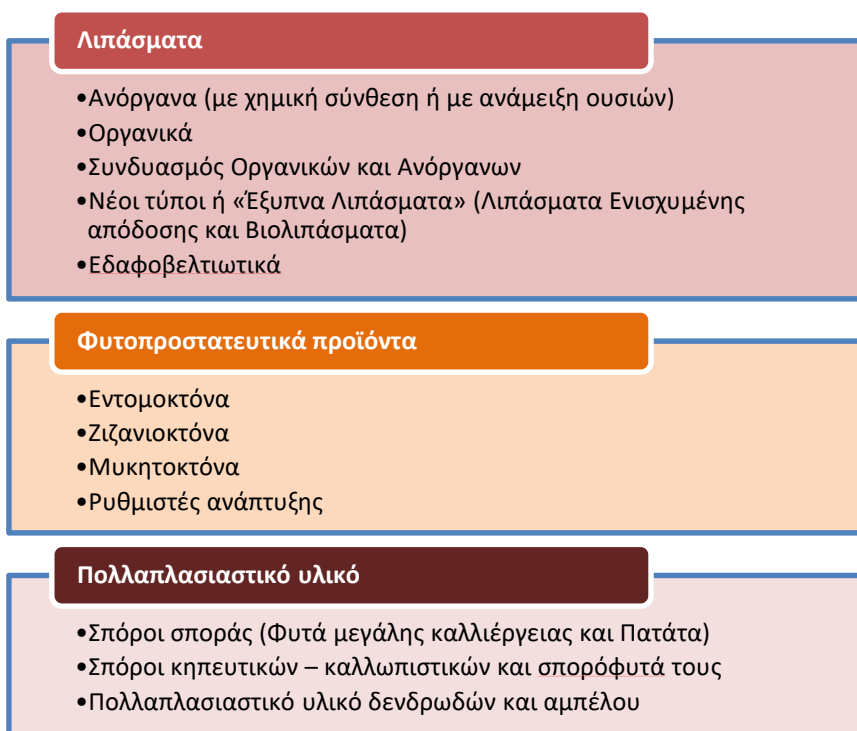 Λιπάσματα
•Ανόργανα (με χημική σύνθεση ή με ανάμειξη ουσιών)
•Οργανικά
•Συνδυασμός Οργανικών και Ανόργανων
•Νέοι τύποι ή «Έξυπνα Λιπάσματα» (Λιπάσματα Ενισχυμένης
απόδοσης και Βιολιπάσματα)
•Εδαφοβελτιωτικά
Φυτοπροστατευτικά προϊόντα
•Εντομοκτόνα
•Ζιζανιοκτόνα
•Μυκητοκτόνα
•Ρυθμιστές ανάπτυξης
Πολλαπλασιαστικό υλικό
•Σπόροι σποράς (Φυτά μεγάλης καλλιέργειας και Πατάτα)
•Σπόροι κηπευτικών – καλλωπιστικών και σπορόφυτά τους
•Πολλαπλασιαστικό υλικό δενδρωδών και αμπέλου